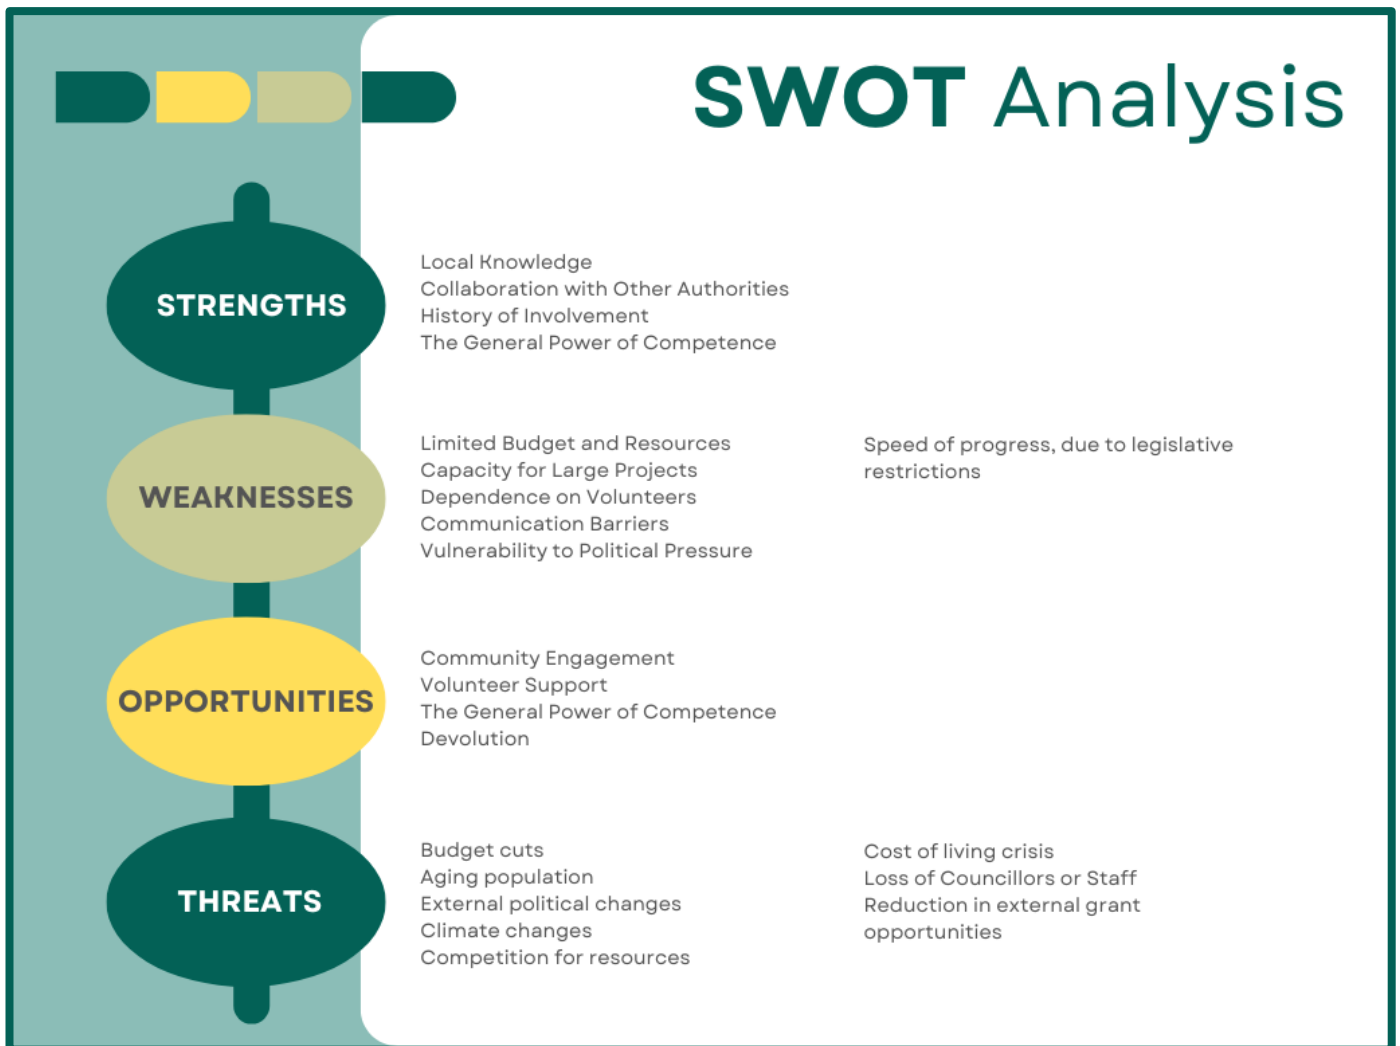 SWOT Analysis
STRENGTHS
Local Knowledge
Collaboration with Other Authorities
History of Involvement
The General Power of Competence
WEAKNESSES
Limited Budget and Resources
Capacity for Large Projects
Dependence on Volunteers
Communication Barriers
Vulnerability to Political Pressure
Speed of progress, due to legislative
restrictions
OPPORTUNITIES
Community Engagement
Volunteer Support
The General Power of Competence
Devolution
THREATS
Budget cuts
Aging population
External political changes
Climate changes
Competition for resources
Cost of living crisis
Loss of Councillors or Staff
Reduction in external grant
opportunities